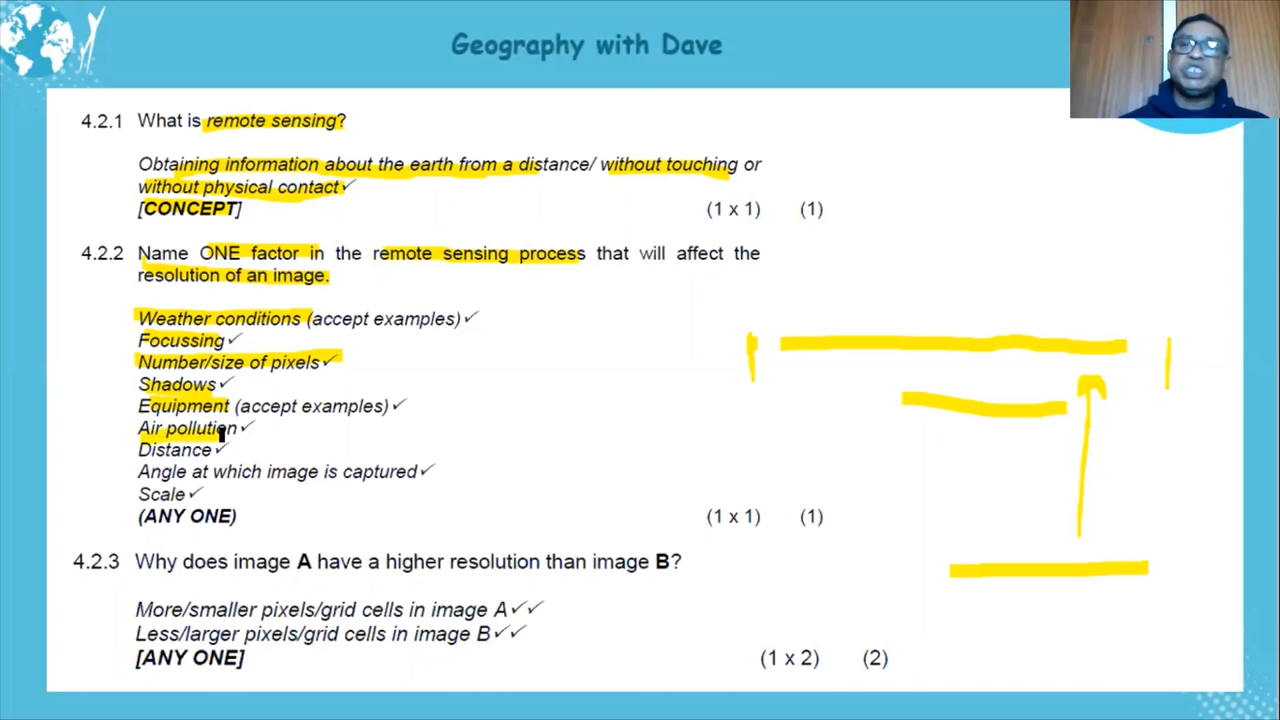 Geography with Dave
4.2.1 What is remote sensing?
Obtaining information about the earth from a distance/ without touching or
without physical contact✓
[CONCEPT] (1 x 1) (1)
4.2.2 Name ONE factor in the remote sensing process that will affect the
resolution of an image.
Weather conditions (accept examples)✓
Focussing✓
Number/size of pixels✓
Shadows✓
Equipment (accept examples)✓
Air pollution✓
Distance✓
Angle at which image is captured✓
Scale✓
(ANY ONE) (1 x 1) (1)
4.2.3 Why does image A have a higher resolution than image B?
More/smaller pixels/grid cells in image A✓✓
Less/larger pixels/grid cells in image B✓✓
[ANY ONE] (1 x 2) (2)